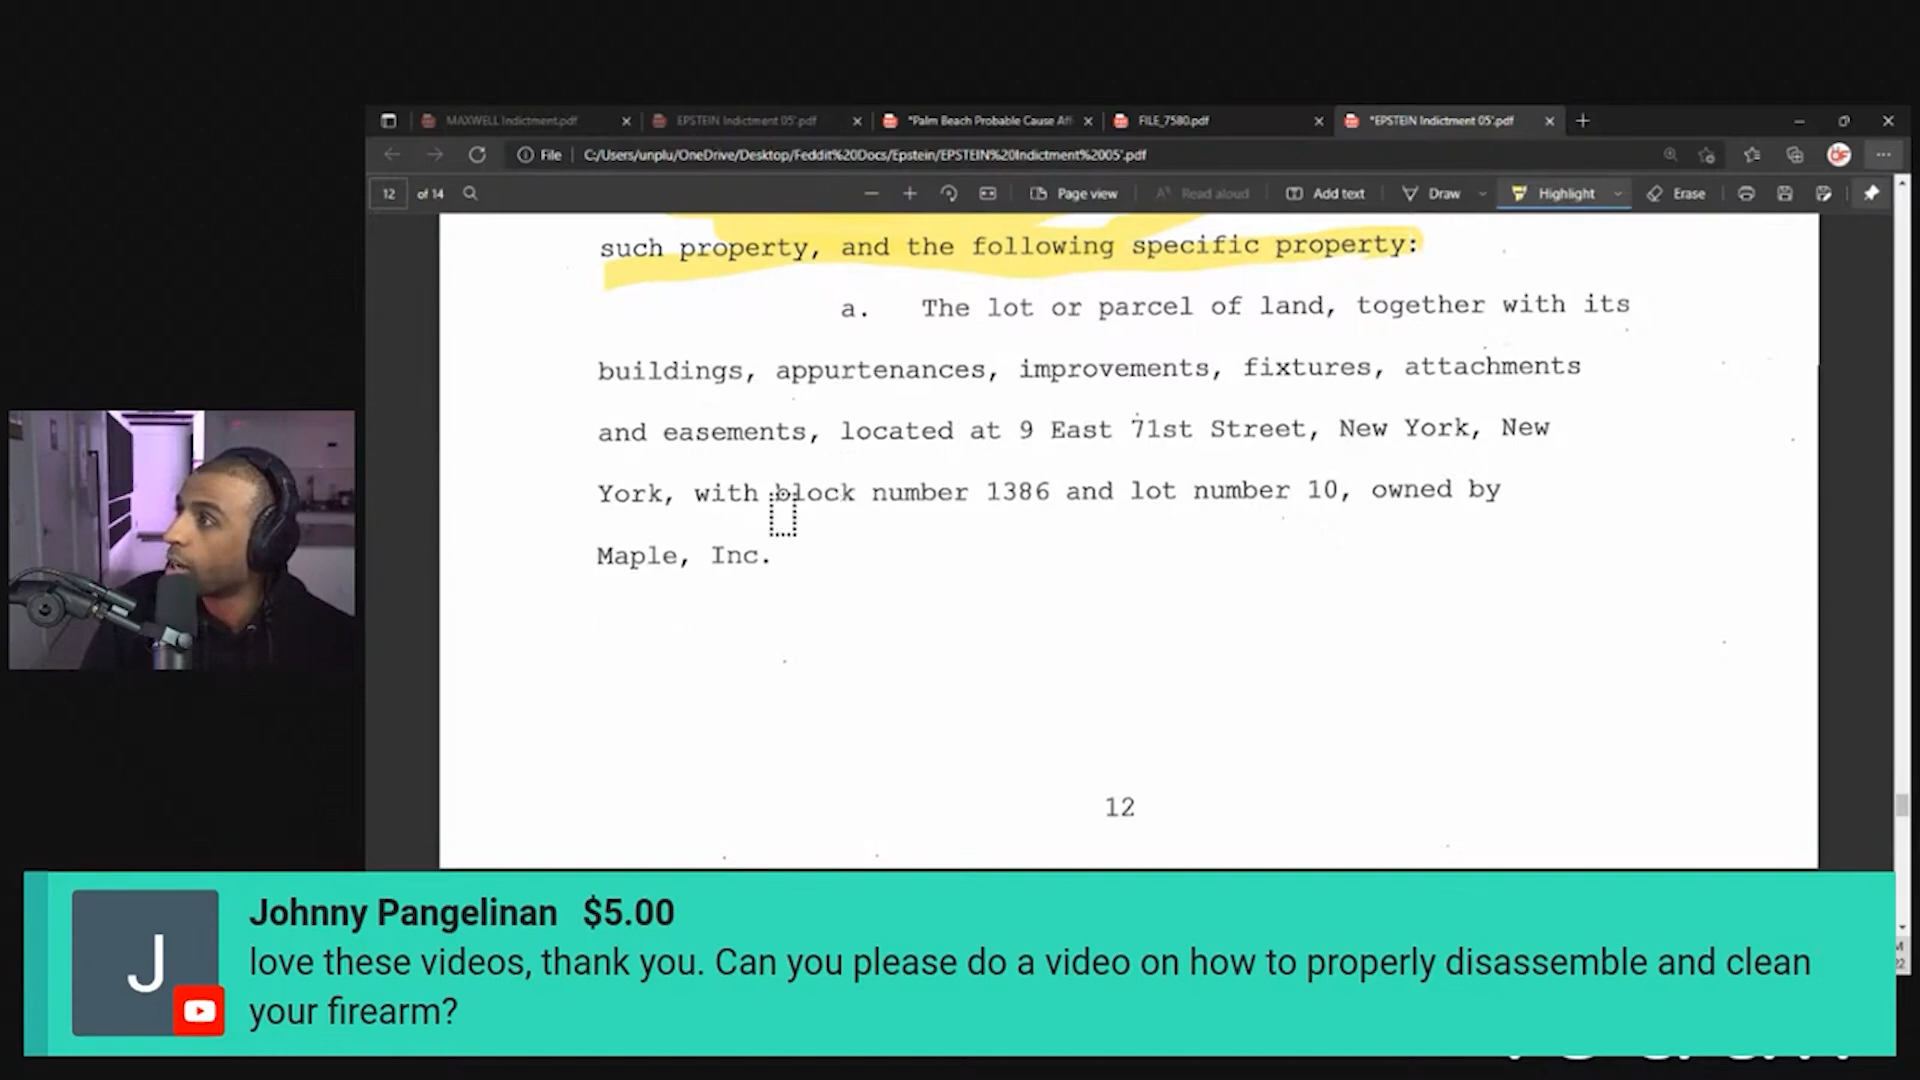 MAXWELL Indictment.pdf
EPSTEIN Indictment 05'.pdf
*Palm Beach Probable Cause Aff
FILE_7580.pdf
*EPSTEIN Indictment 05'.pdf
File
C:/Users/unplu/OneDrive/Desktop/Feddit%20Docs/Epstein/EPSTEIN%20Indictment%2005'.pdf
12 of 14
Page view
Read aloud
Add text
Draw
Highlight
Erase
such property, and the following specific property:
a. The lot or parcel of land, together with its
buildings, appurtenances, improvements, fixtures, attachments
and easements, located at 9 East 71st Street, New York, New
York, with block number 1386 and lot number 10, owned by
Maple, Inc.
12
J
Johnny Pangelinan $5.00
love these videos, thank you. Can you please do a video on how to properly disassemble and clean
your firearm?